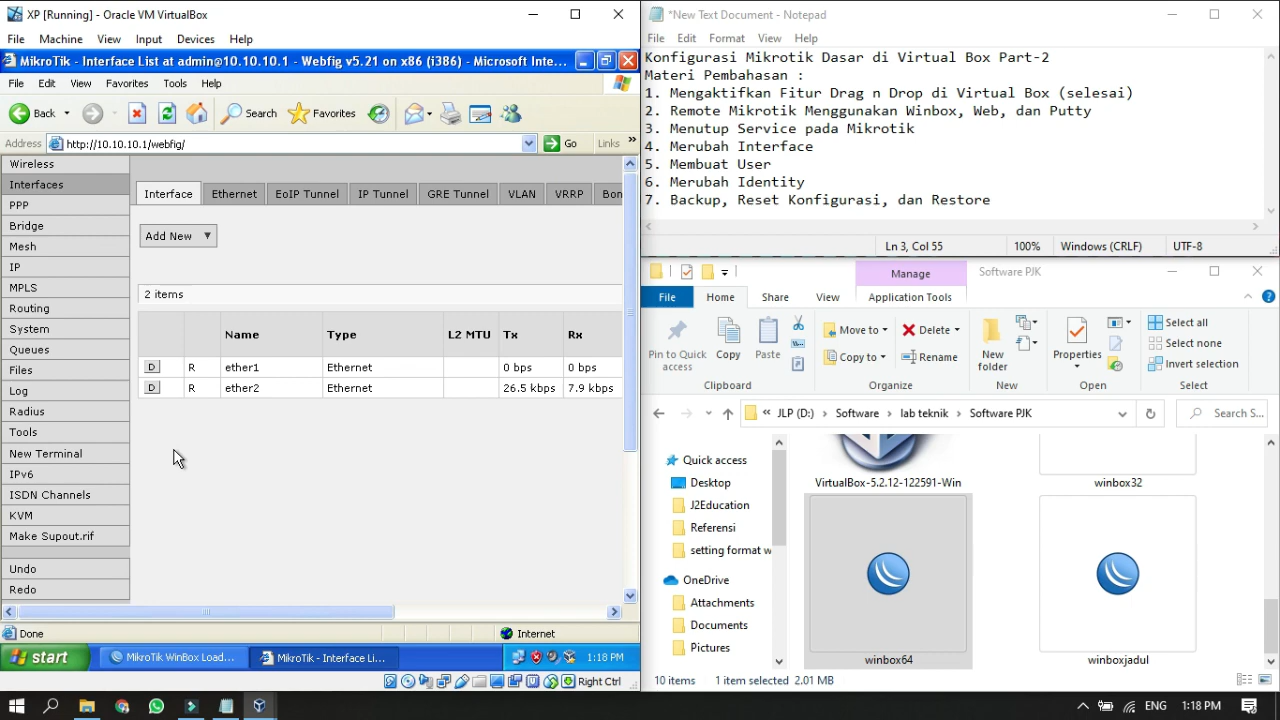 XP [Running] - Oracle VM VirtualBox
File Machine View Input Devices Help
MikroTik - Interface List at admin@10.10.10.1 - Webfig v5.21 on x86 (i386) - Microsoft Inte...
File Edit View Favorites Tools Help
Back Search Favorites
Address http://10.10.10.1/webfig/ Go Links »
Wireless
Interfaces
PPP
Bridge
Mesh
IP
MPLS
Routing
System
Queues
Files
Log
Radius
Tools
New Terminal
IPv6
ISDN Channels
KVM
Make Supout.rif
Undo
Redo
Interface Ethernet EoIP Tunnel IP Tunnel GRE Tunnel VLAN VRRP Bon
Add New
2 items
Name Type L2 MTU Tx Rx
D R ether1 Ethernet 0 bps 0 bps
D R ether2 Ethernet 26.5 kbps 7.9 kbps
Done Internet
start MikroTik WinBox Load... MikroTik - Interface Li... 1:18 PM
Right Ctrl
*New Text Document - Notepad
File Edit Format View Help
Konfigurasi Mikrotik Dasar di Virtual Box Part-2
Materi Pembahasan :
1. Mengaktifkan Fitur Drag n Drop di Virtual Box (selesai)
2. Remote Mikrotik Menggunakan Winbox, Web, dan Putty
3. Menutup Service pada Mikrotik
4. Merubah Interface
5. Membuat User
6. Merubah Identity
7. Backup, Reset Konfigurasi, dan Restore
Ln 3, Col 55 100% Windows (CRLF) UTF-8
Manage Software PJK
File Home Share View Application Tools
Pin to Quick access
Copy
Paste
Move to
Copy to
Delete
Rename
New folder
Properties
Select all
Select none
Invert selection
Clipboard Organize New Open Select
« JLP (D:) › Software › lab teknik › Software PJK Search S...
Quick access
Desktop
J2Education
Referensi
setting format w
OneDrive
Attachments
Documents
Pictures
VirtualBox-5.2.12-122591-Win
winbox32
winbox64
winboxjadul
10 items 1 item selected 2.01 MB
ENG 1:18 PM